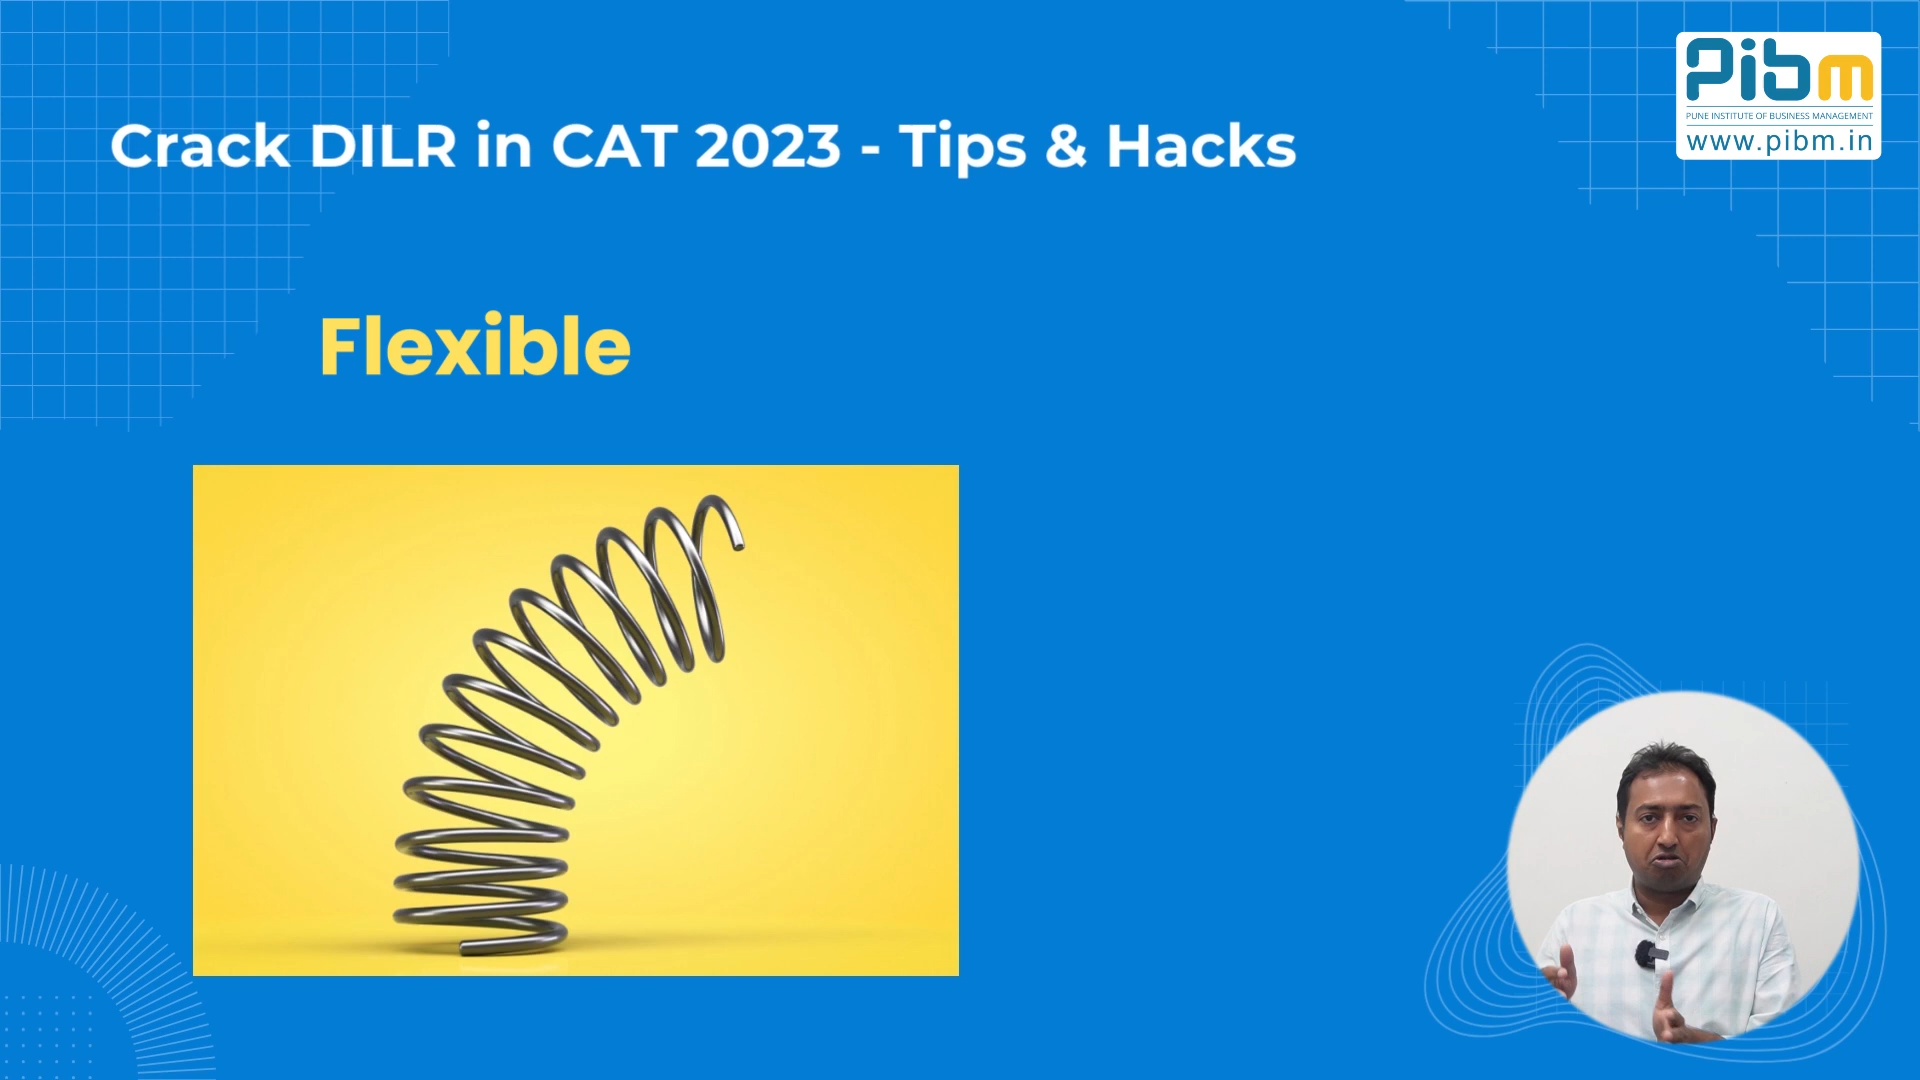 Crack DILR in CAT 2023 - Tips & Hacks
Pibm
PUNE INSTITUTE OF BUSINESS MANAGEMENT
www.pibm.in
Flexible